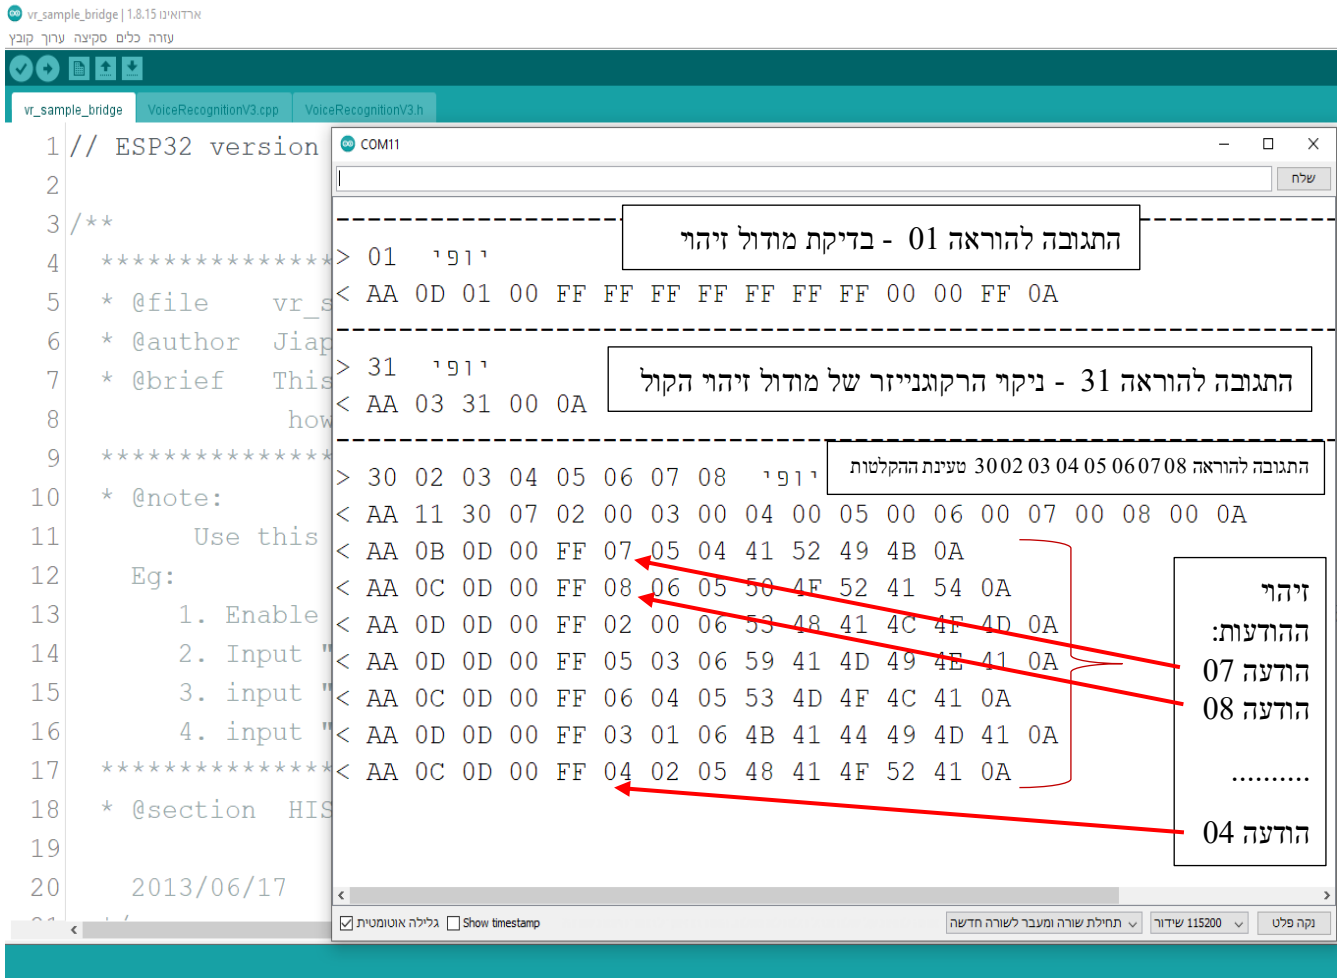 vr_sample_bridge | 1.8.15 ארדואינו
קובץ ערוך סקיצה כלים עזרה
vr_sample_bridge VoiceRecognitionV3.cpp VoiceRecognitionV3.h
1 // ESP32 version
2
3 /**
4 ***************
5 * @file vr_s
6 * @author Jiap
7 * @brief This
8 how
9 ***************
10 * @note:
11 Use this
12 Eg:
13 1. Enable
14 2. Input "
15 3. input "
16 4. input "
17 ***************
18 * @section HIS
19
20 2013/06/17
COM11
שלח
התגובה להוראה 01 - בדיקת מודול זיהוי
> 01 יופי
< AA 0D 01 00 FF FF FF FF FF FF FF 00 00 FF 0A
> 31 יופי
התגובה להוראה 31 - ניקוי הרקוגנייזר של מודול זיהוי הקול
< AA 03 31 00 0A
התגובה להוראה 30 02 03 04 05 06 07 08 טעינת ההקלטות
> 30 02 03 04 05 06 07 08 יופי
< AA 11 30 07 02 00 03 00 04 00 05 00 06 00 07 00 08 00 0A
< AA 0B 0D 00 FF 07 05 04 41 52 49 4B 0A
< AA 0C 0D 00 FF 08 06 05 50 4F 52 41 54 0A
< AA 0D 0D 00 FF 02 00 06 53 48 41 4C 4F 4D 0A
< AA 0D 0D 00 FF 05 03 06 59 41 4D 49 4E 41 0A
< AA 0C 0D 00 FF 06 04 05 53 4D 4F 4C 41 0A
< AA 0D 0D 00 FF 03 01 06 4B 41 44 49 4D 41 0A
< AA 0C 0D 00 FF 04 02 05 48 41 4F 52 41 0A
זיהוי
ההודעות:
הודעה 07
הודעה 08
..........
הודעה 04
גלילה אוטומטית Show timestamp תחילת שורה ומעבר לשורה חדשה 115200 שידור נקה פלט